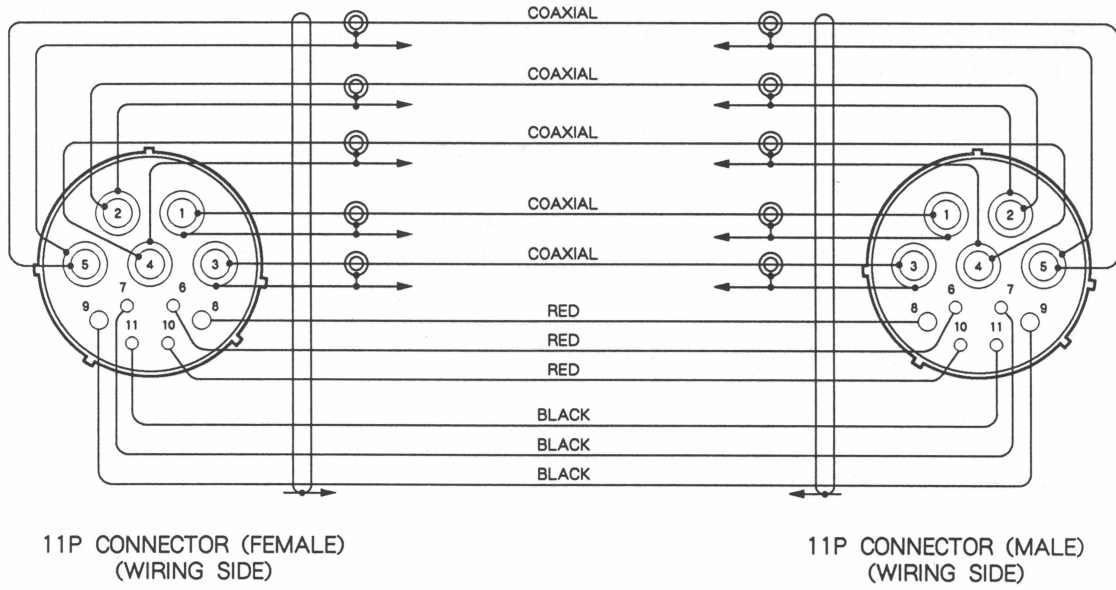 COAXIAL
COAXIAL
COAXIAL
COAXIAL
COAXIAL
RED
RED
RED
BLACK
BLACK
BLACK
2 1
5 4 3
7 6
9 8
11 10
1 2
3 4 5
6 7
8 9
10 11
11P CONNECTOR (FEMALE)
(WIRING SIDE)
11P CONNECTOR (MALE)
(WIRING SIDE)